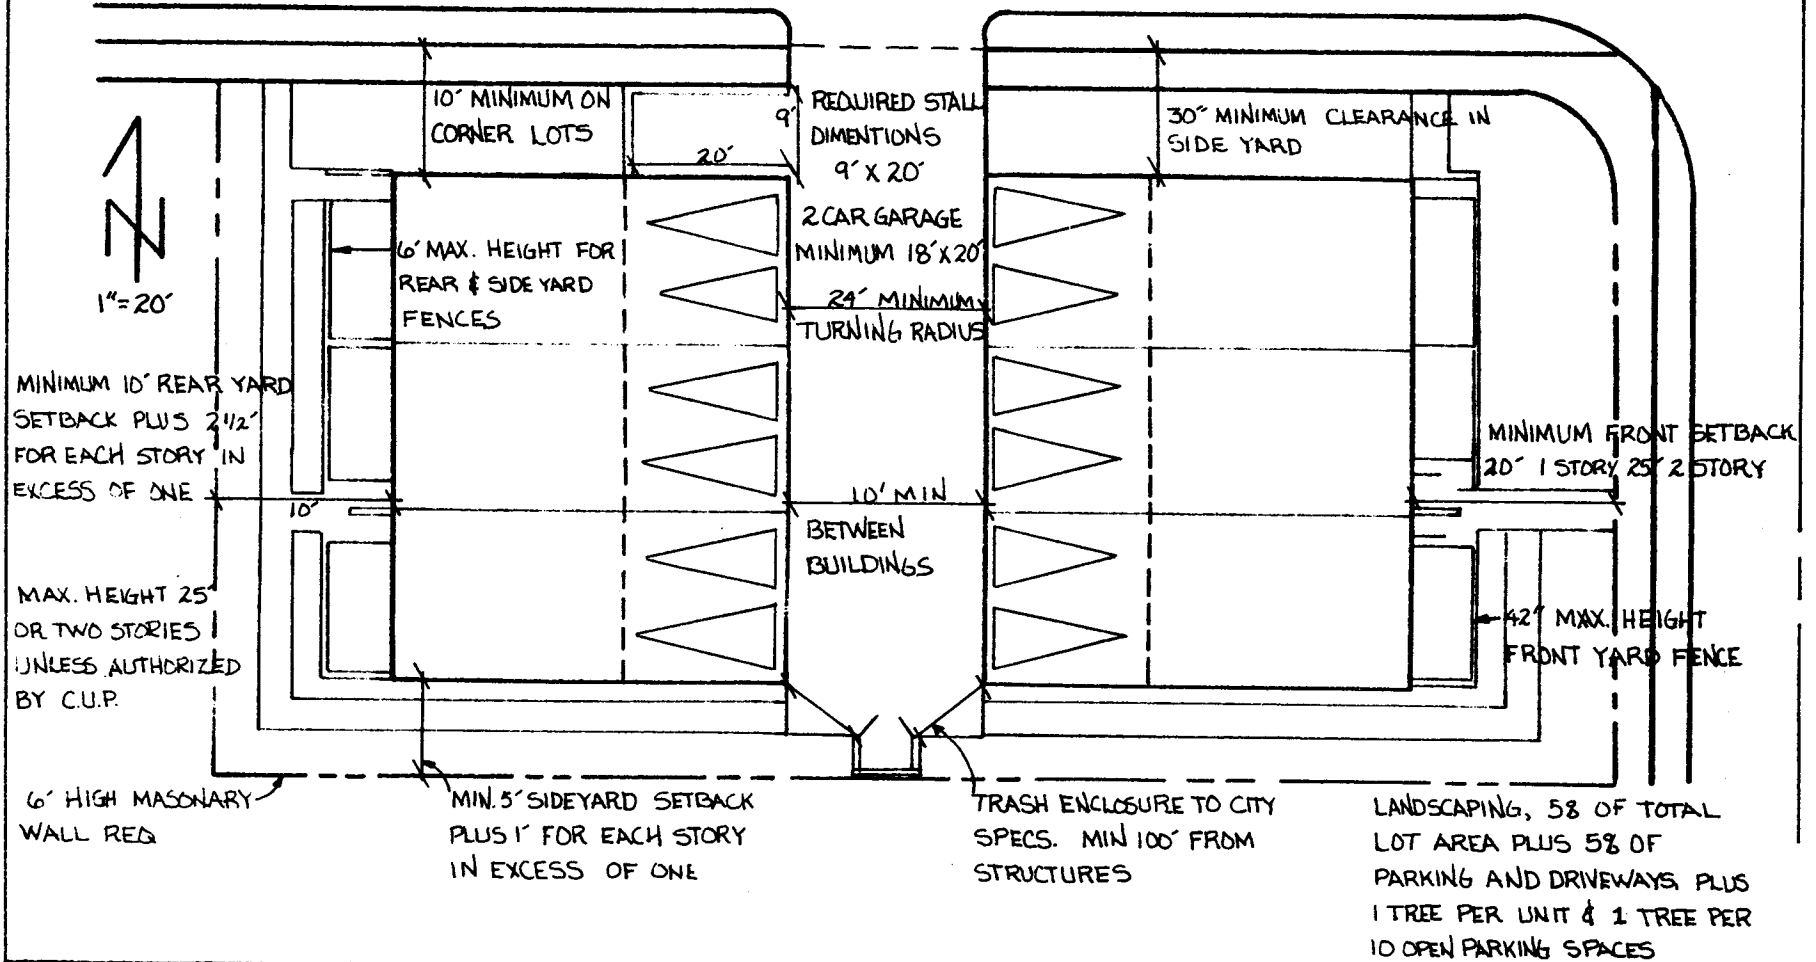 10' MINIMUM ON
CORNER LOTS
9'
20'
REQUIRED STALL
DIMENTIONS
9' X 20'
30" MINIMUM CLEARANCE IN
SIDE YARD
N
1"=20'
6' MAX. HEIGHT FOR
REAR & SIDE YARD
FENCES
2 CAR GARAGE
MINIMUM 18' X 20'
24' MINIMUM
TURNING RADIUS
MINIMUM 10' REAR YARD
SETBACK PLUS 2 1/2'
FOR EACH STORY IN
EXCESS OF ONE
10'
10' MIN
BETWEEN
BUILDINGS
MINIMUM FRONT SETBACK
20' 1 STORY 25' 2 STORY
MAX. HEIGHT 25'
OR TWO STORIES
UNLESS AUTHORIZED
BY C.U.P.
42" MAX. HEIGHT
FRONT YARD FENCE
6' HIGH MASONARY
WALL REQ
MIN. 5' SIDEYARD SETBACK
PLUS 1' FOR EACH STORY
IN EXCESS OF ONE
TRASH ENCLOSURE TO CITY
SPECS. MIN 100' FROM
STRUCTURES
LANDSCAPING, 5% OF TOTAL
LOT AREA PLUS 5% OF
PARKING AND DRIVEWAYS, PLUS
1 TREE PER UNIT & 1 TREE PER
10 OPEN PARKING SPACES